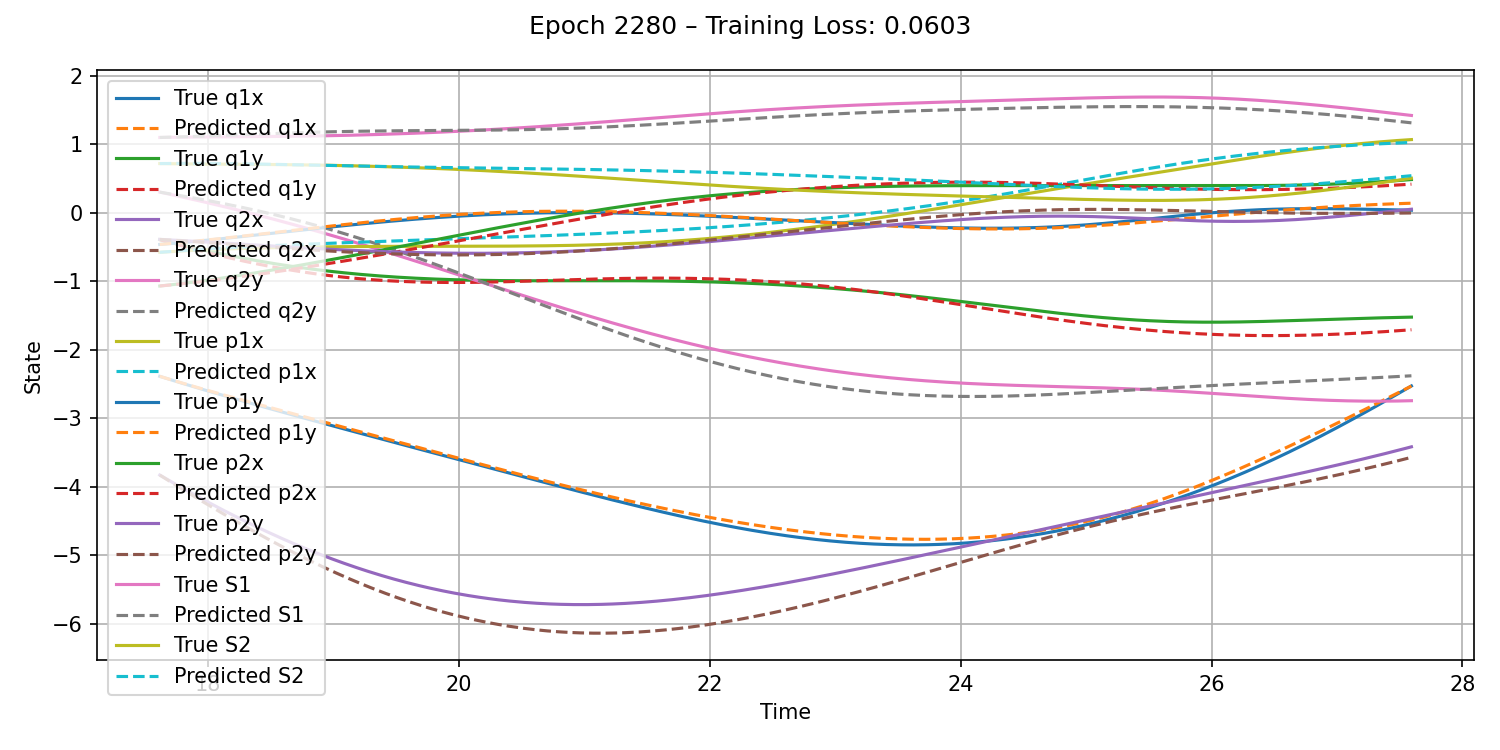 Epoch 2280 – Training Loss: 0.0603
2
1
0
−1
−2
−3
−4
−5
−6
State
True q1x
Predicted q1x
True q1y
Predicted q1y
True q2x
Predicted q2x
True q2y
Predicted q2y
True p1x
Predicted p1x
True p1y
Predicted p1y
True p2x
Predicted p2x
True p2y
Predicted p2y
True S1
Predicted S1
True S2
Predicted S2
18 20 22 24 26 28
Time